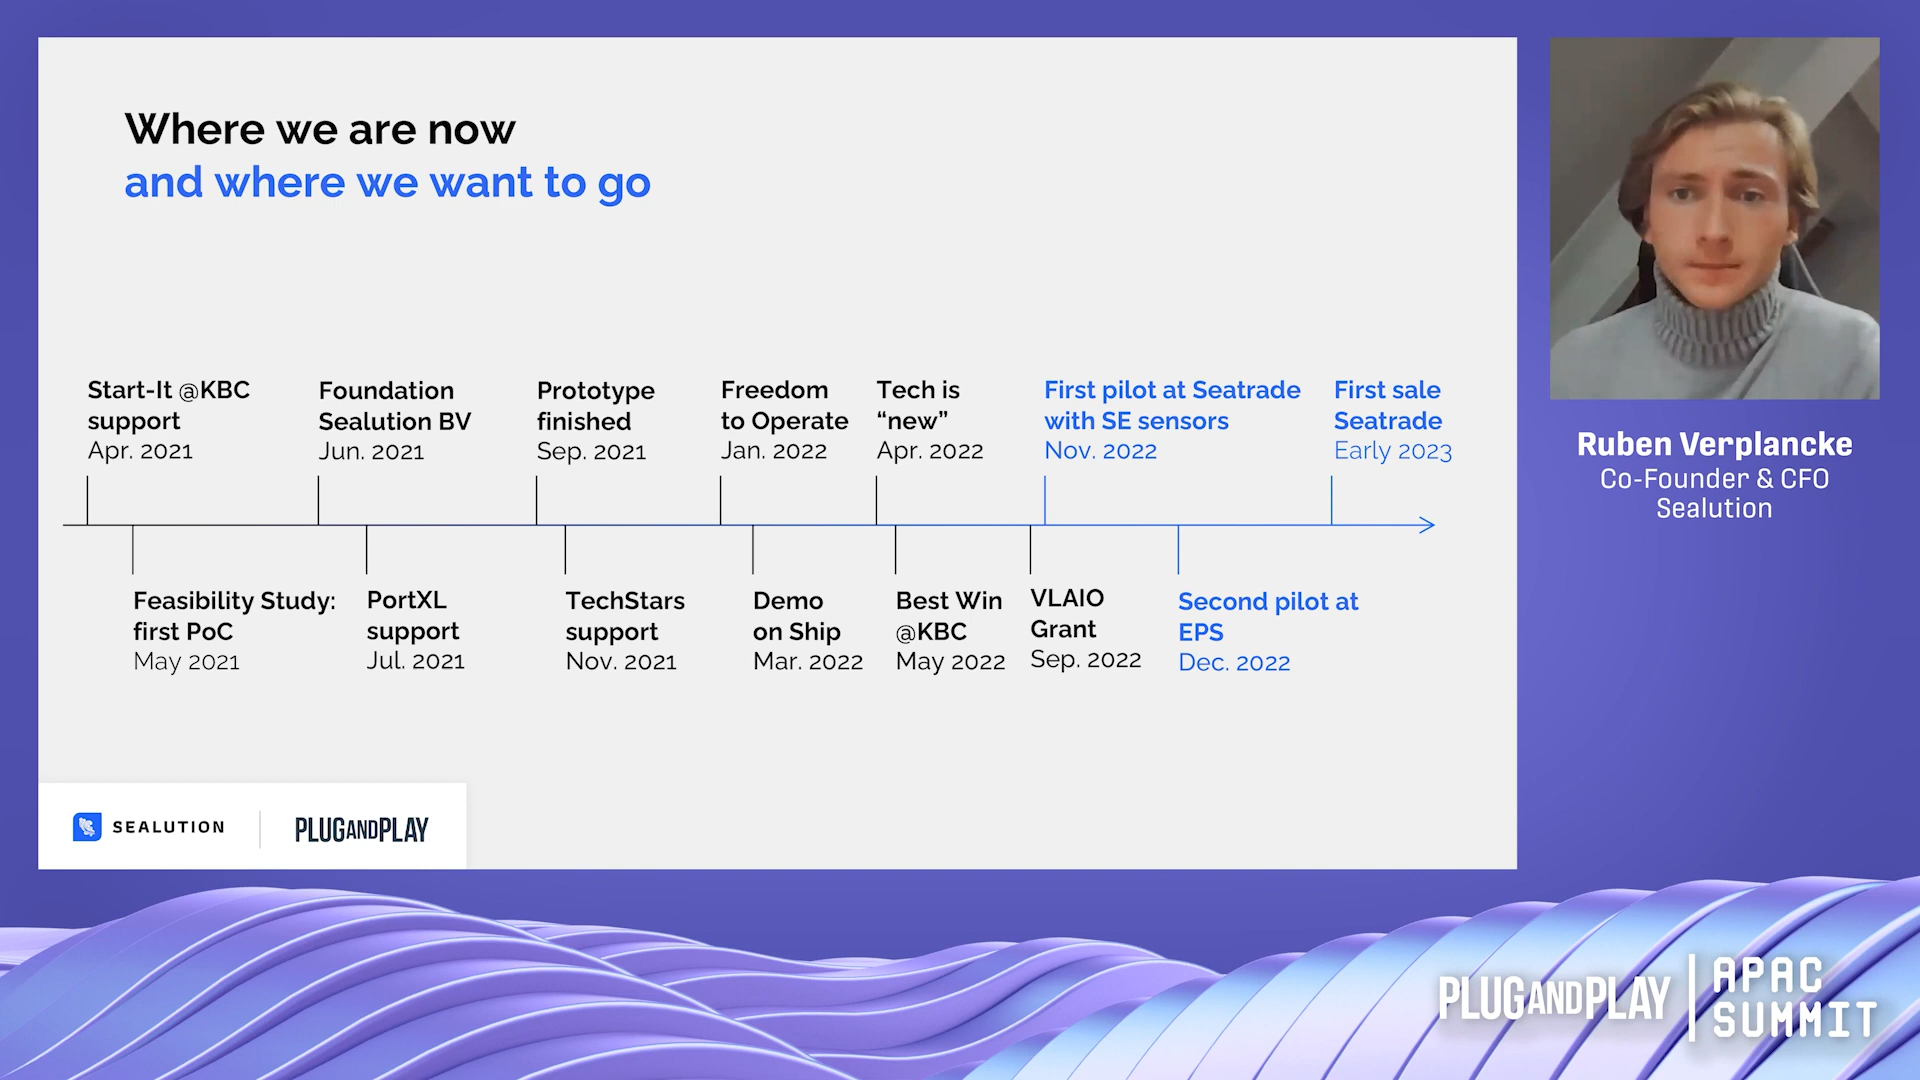 Where we are now
and where we want to go
Start-It @KBC
support
Apr. 2021
Foundation
Sealution BV
Jun. 2021
Prototype
finished
Sep. 2021
Freedom
to Operate
Jan. 2022
Tech is
“new”
Apr. 2022
First pilot at Seatrade
with SE sensors
Nov. 2022
First sale
Seatrade
Early 2023
Feasibility Study:
first PoC
May 2021
PortXL
support
Jul. 2021
TechStars
support
Nov. 2021
Demo
on Ship
Mar. 2022
Best Win
@KBC
May 2022
VLAIO
Grant
Sep. 2022
Second pilot at
EPS
Dec. 2022
SEALUTION
PLUGANDPLAY
Ruben Verplancke
Co-Founder & CFO
Sealution
PLUGANDPLAY
APAC
SUMMIT